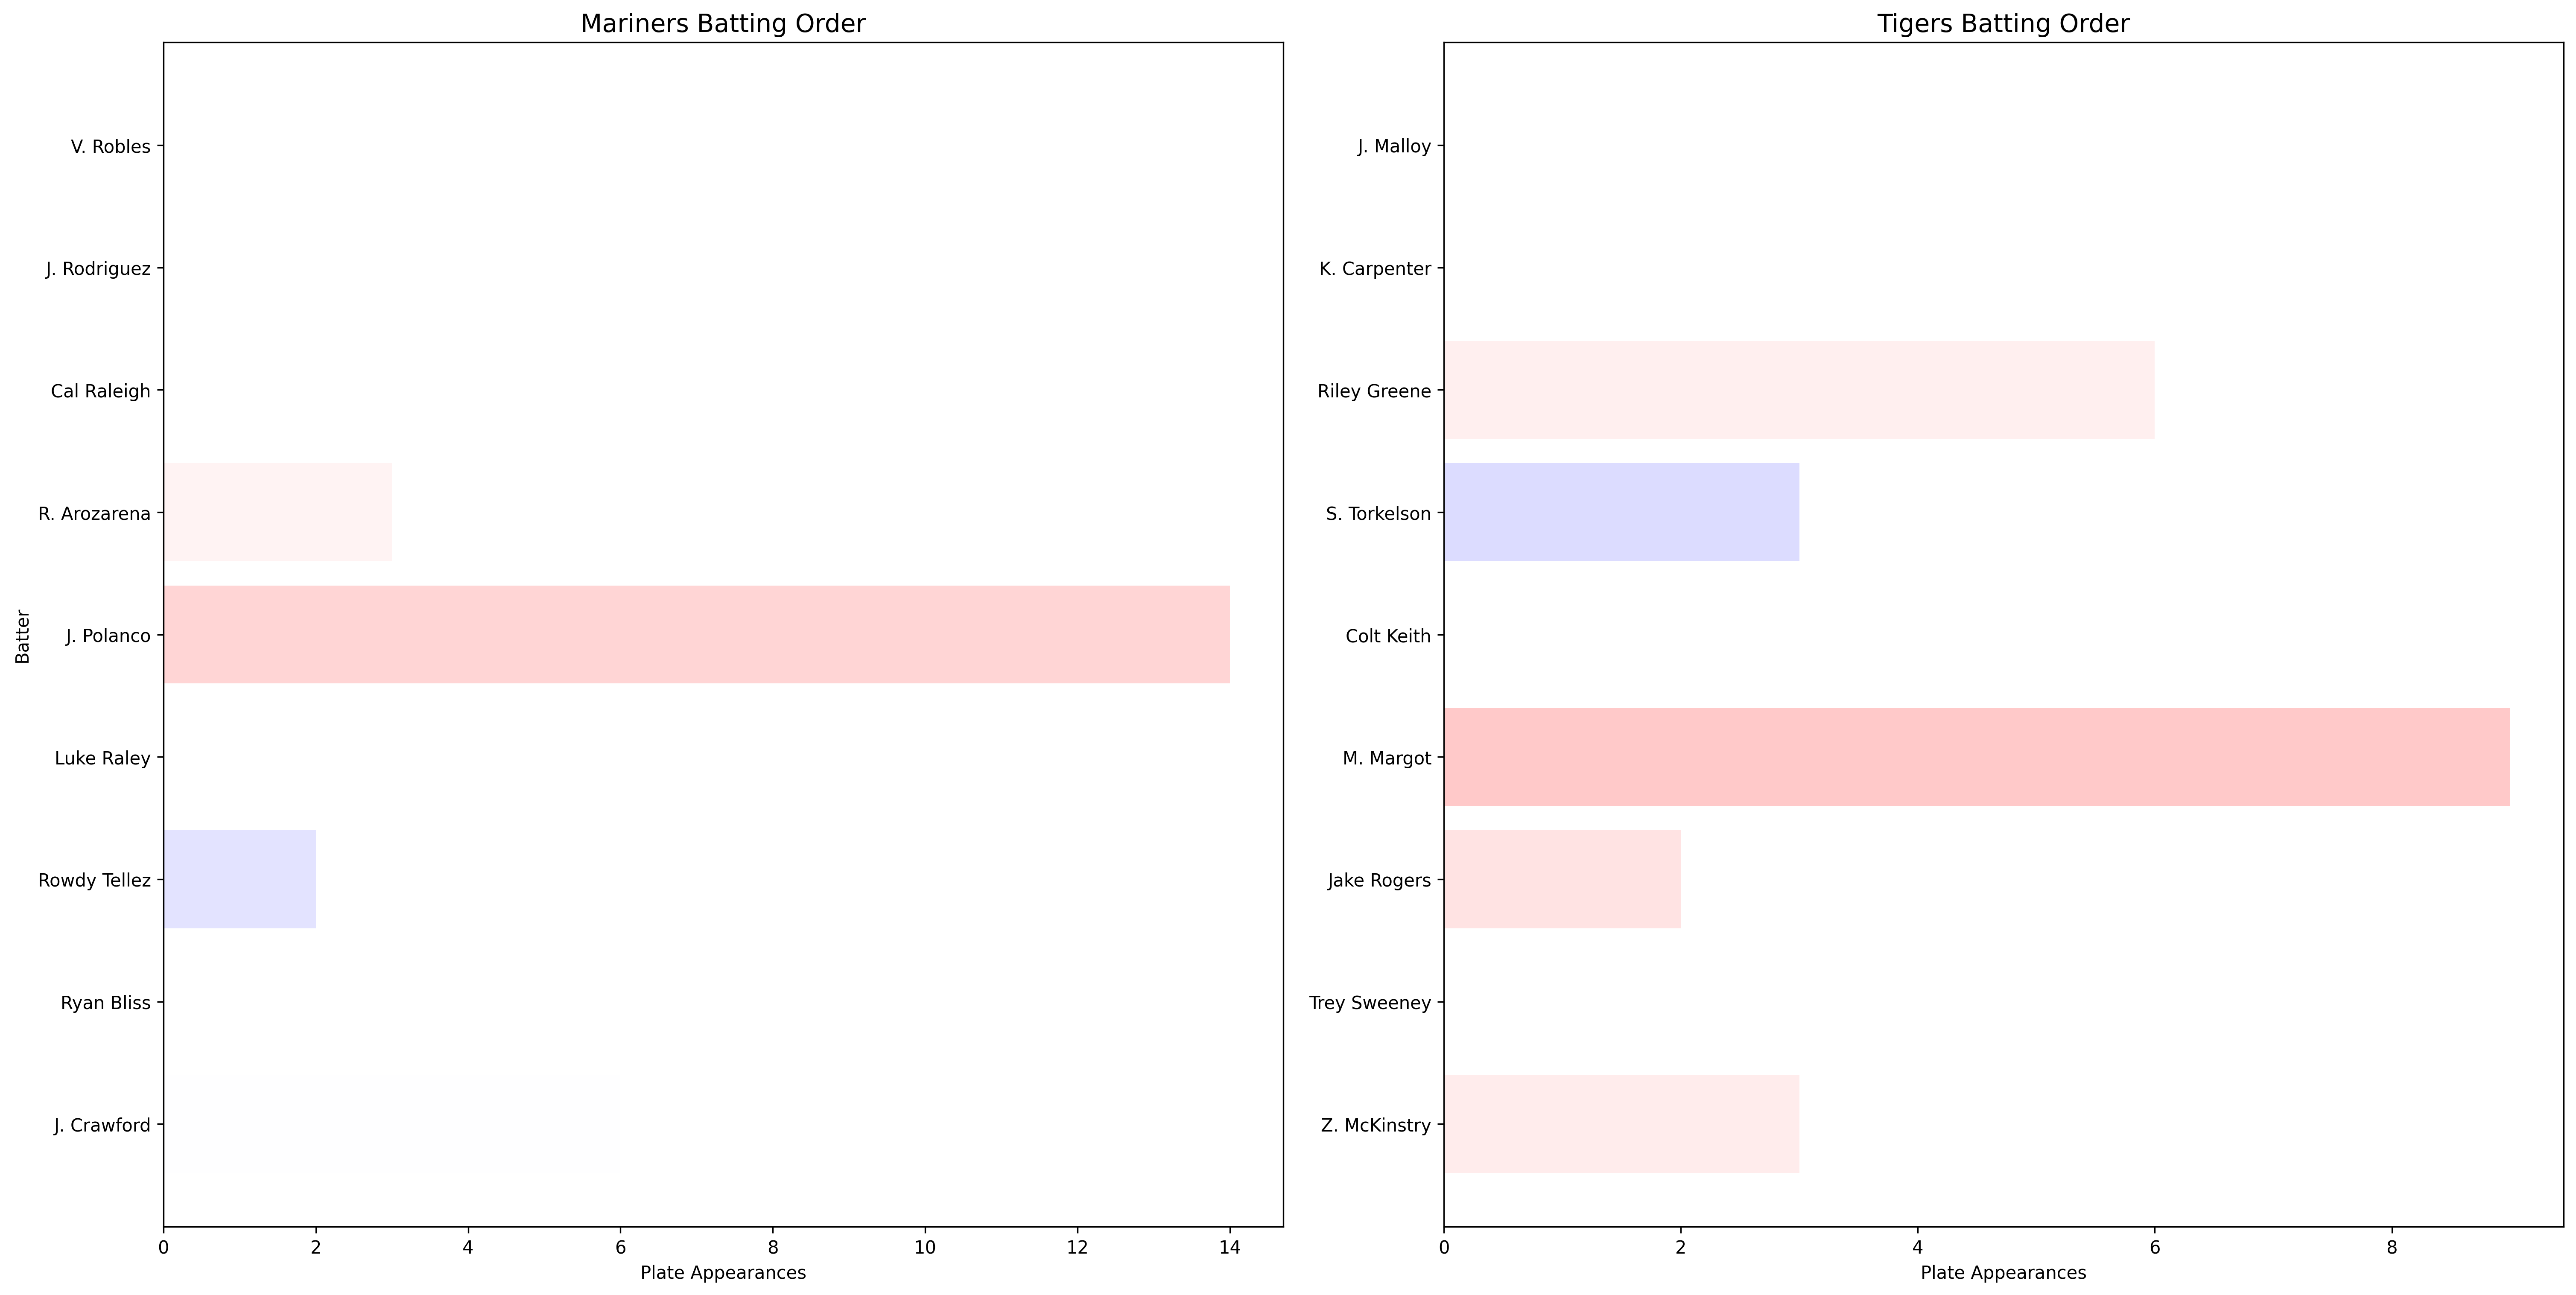 Mariners Batting Order
Batter
V. Robles
J. Rodriguez
Cal Raleigh
R. Arozarena
J. Polanco
Luke Raley
Rowdy Tellez
Ryan Bliss
J. Crawford
0 2 4 6 8 10 12 14
Plate Appearances
Tigers Batting Order
J. Malloy
K. Carpenter
Riley Greene
S. Torkelson
Colt Keith
M. Margot
Jake Rogers
Trey Sweeney
Z. McKinstry
0 2 4 6 8
Plate Appearances